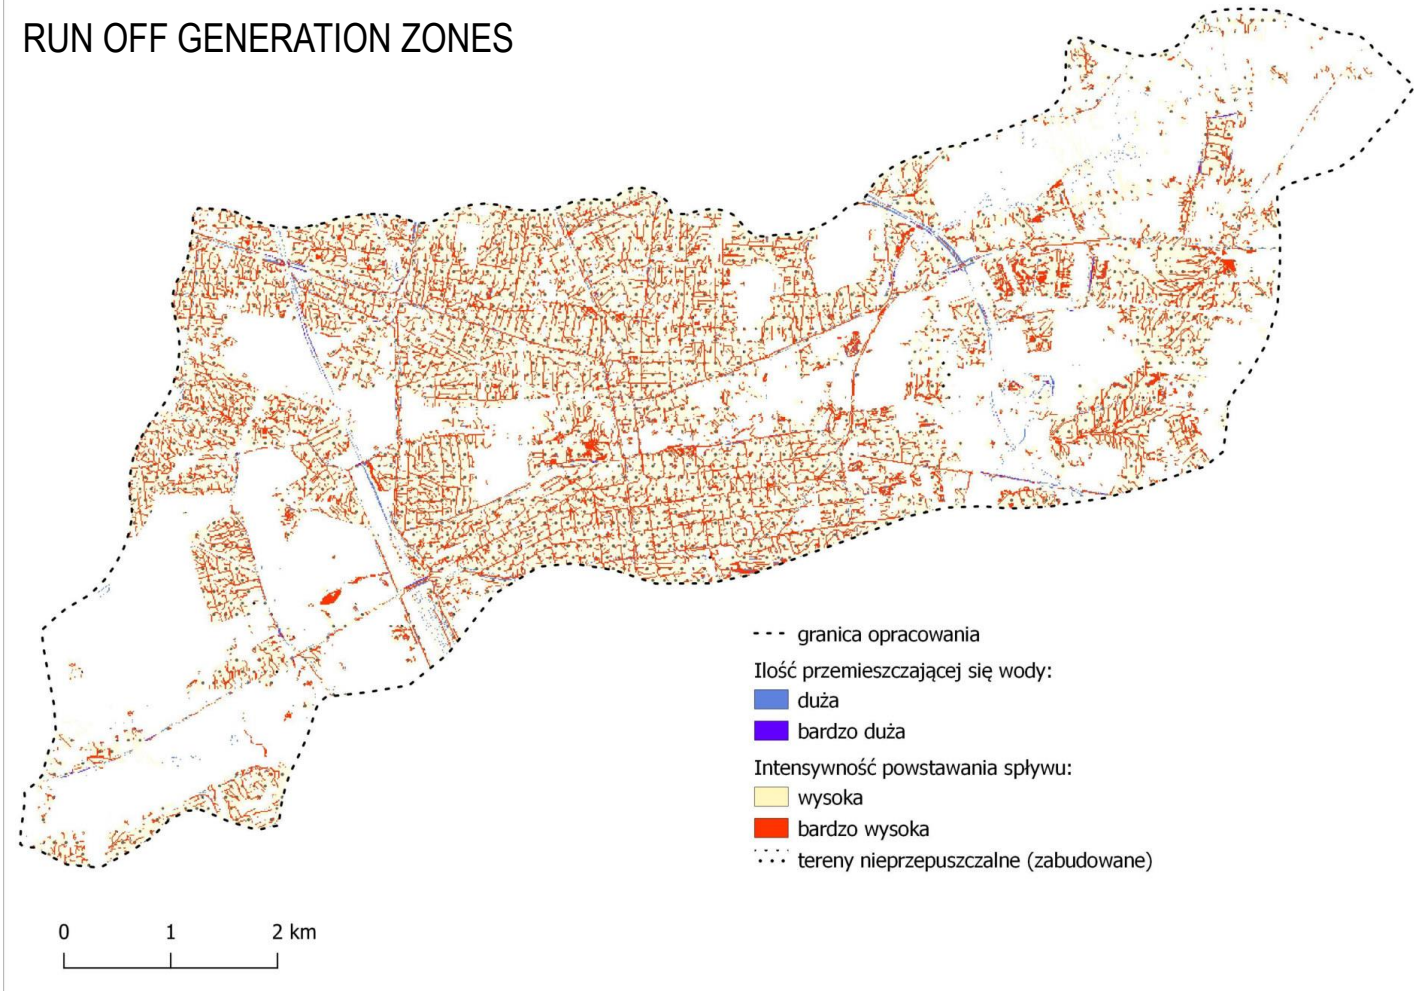 RUN OFF GENERATION ZONES
granica opracowania
Ilość przemieszczającej się wody:
duża
bardzo duża
Intensywność powstawania spływu:
wysoka
bardzo wysoka
tereny nieprzepuszczalne (zabudowane)
0 1 2 km